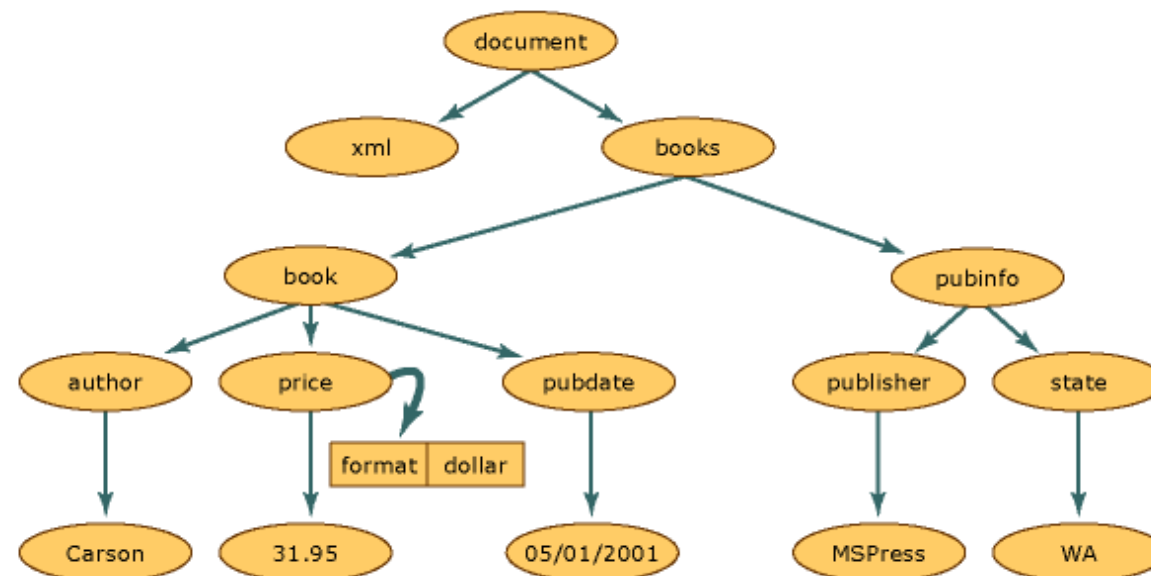 document
xml
books
book
pubinfo
author
price
pubdate
publisher
state
format dollar
Carson
31.95
05/01/2001
MSPress
WA